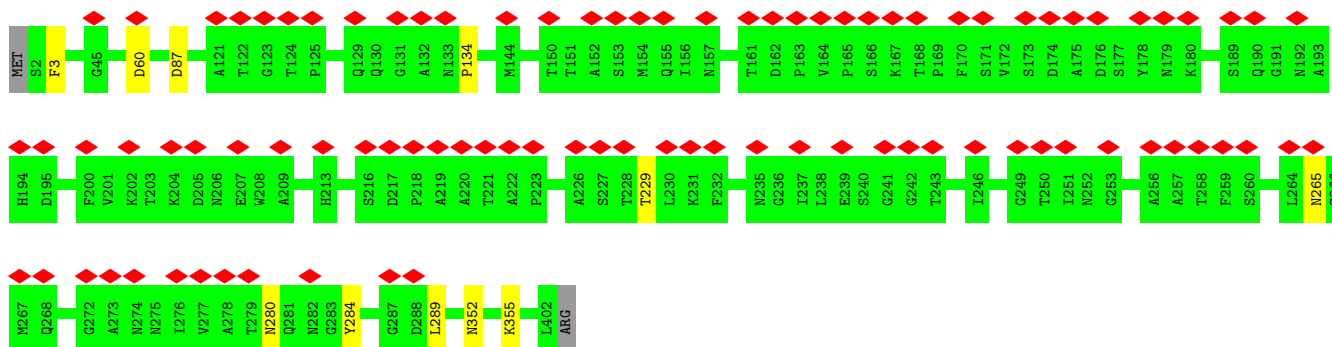 MET S2 F3 G45 D60 D87 A121 T122 G123 T124 P125 Q129 Q130 G131 A132 N133 P134 M144 T150 T151 A152 S153 M154 Q155 I156 N157 T161 D162 P163 V164 P165 S166 K167 T168 P169 F170 S171 V172 S173 D174 A175 D176 S177 Y178 N179 K180 S189 Q190 G191 N192 A193
H194 D195 F200 V201 K202 T203 K204 D205 N206 E207 W208 A209 H213 S216 D217 P218 A219 A220 T221 A222 P223 A226 S227 T228 T229 L230 K231 F232 N235 G236 I237 L238 E239 S240 G241 G242 T243 I246 G249 T250 I251 N252 G253 A256 A257 T258 F259 S260 L264 N265
M267 Q268 G272 A273 N274 N275 I276 V277 A278 T279 N280 Q281 N282 G283 Y284 G287 D288 L289 N352 K355 L402 ARG